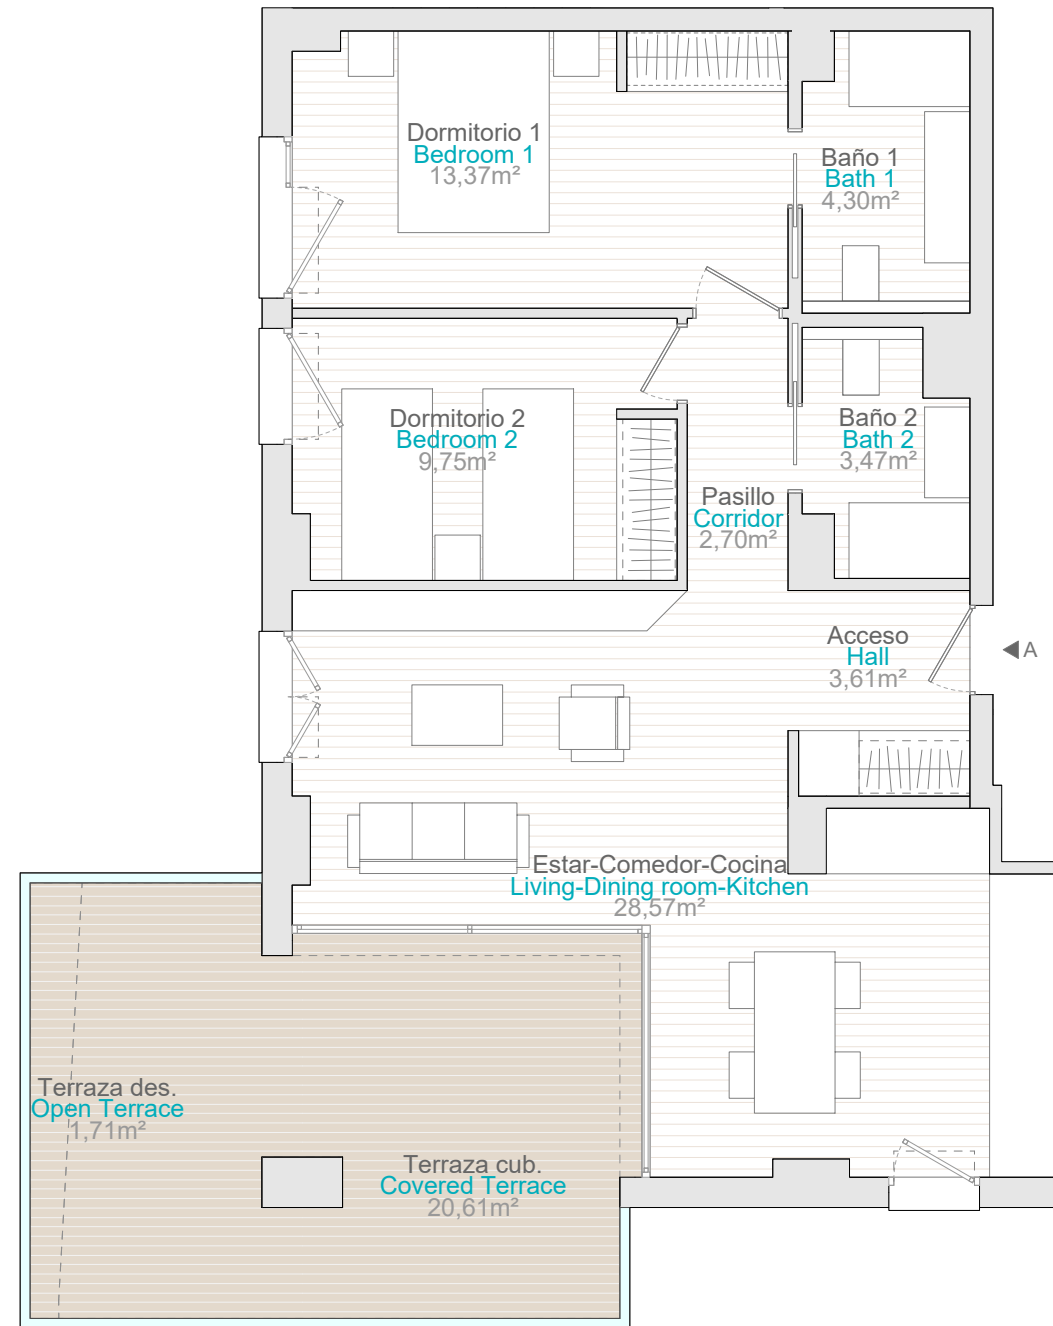 Dormitorio 1
Bedroom 1
13,37m²
Baño 1
Bath 1
4,30m²
Dormitorio 2
Bedroom 2
9,75m²
Baño 2
Bath 2
3,47m²
Pasillo
Corridor
2,70m²
Acceso
Hall
3,61m²
A
Estar-Comedor-Cocina
Living-Dining room-Kitchen
28,57m²
Terraza des.
Open Terrace
1,71m²
Terraza cub.
Covered Terrace
20,61m²